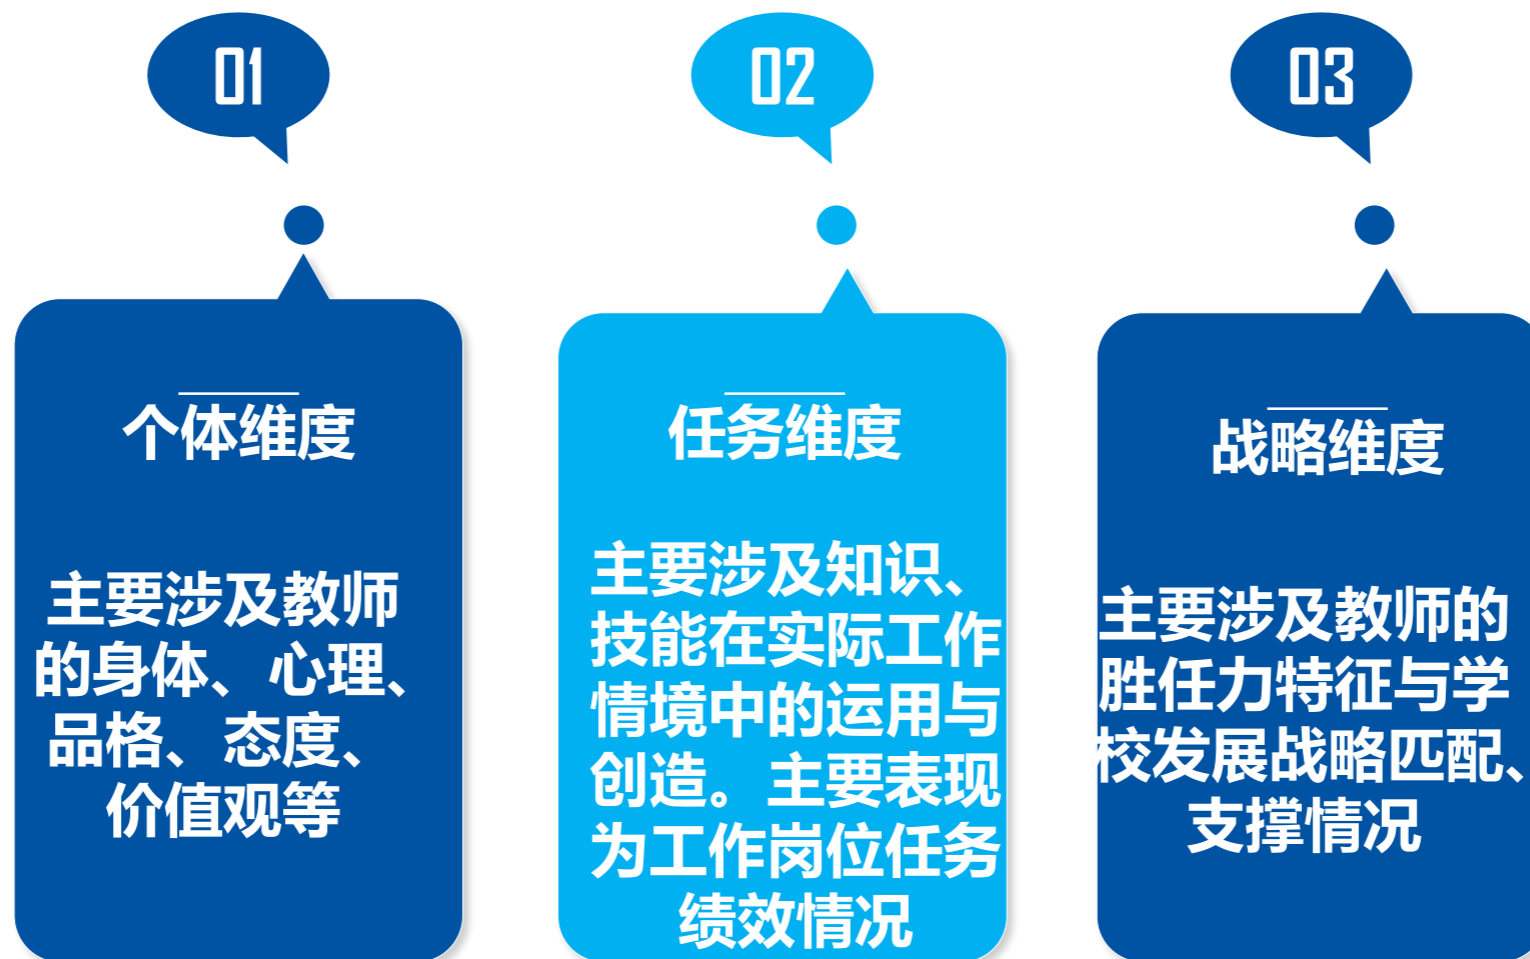 01
个体维度
主要涉及教师
的身体、心理、
品格、态度、
价值观等
02
任务维度
主要涉及知识、
技能在实际工作
情境中的运用与
创造。主要表现
为工作岗位任务
绩效情况
03
战略维度
主要涉及教师的
胜任力特征与学
校发展战略匹配、
支撑情况